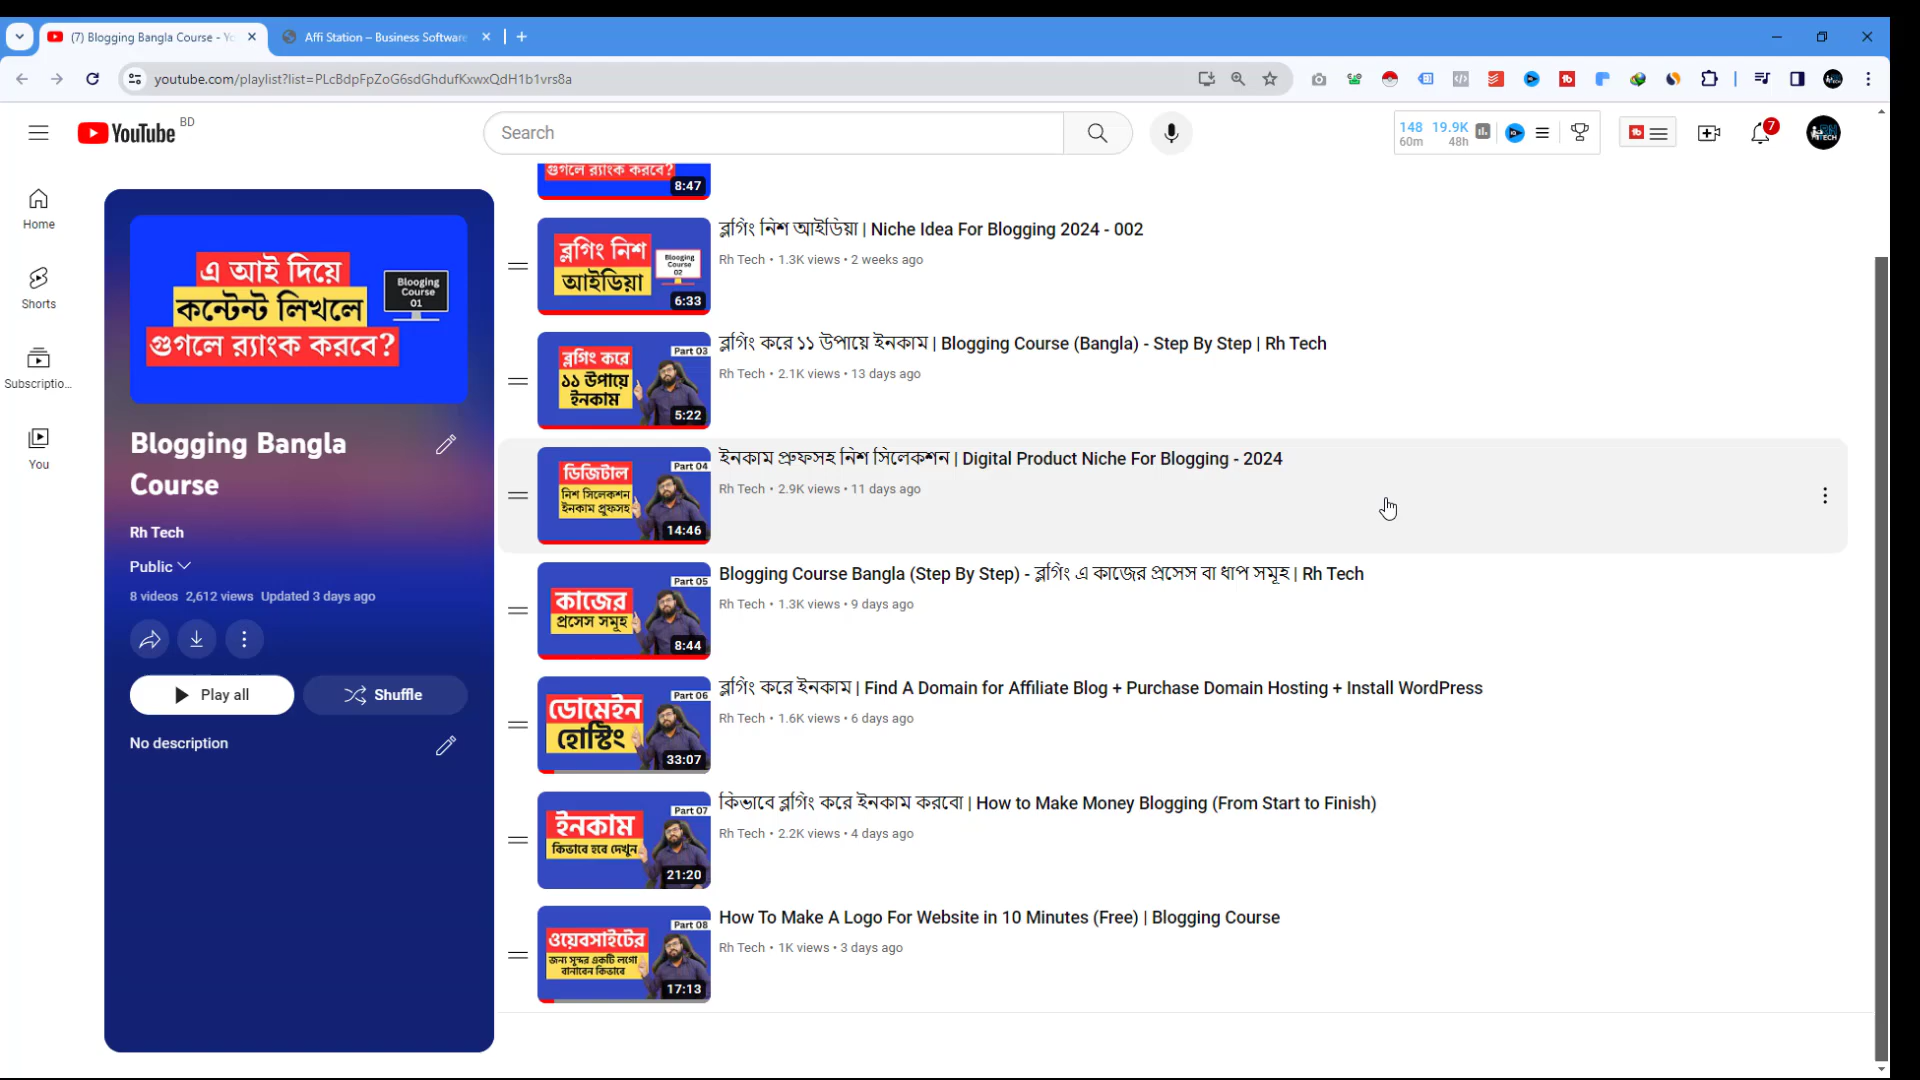 (7) Blogging Bangla Course - Yo
Affi Station – Business Software
youtube.com/playlist?list=PLcBdpFpZoG6sdGhdufKxwxQdH1b1vrs8a
YouTube BD
Search
148 19.9K
60m 48h
7
Home
Shorts
Subscriptio...
You
এ আই দিয়ে
কন্টেন্ট লিখলে
গুগলে র‍্যাংক করবে?
Blooging
Course
01
Blogging Bangla
Course
Rh Tech
Public
8 videos 2,612 views Updated 3 days ago
Play all
Shuffle
No description
গুগলে র‍্যাংক করবে?
8:47
ব্লগিং নিশ
আইডিয়া
Blooging
Course
02
6:33
ব্লগিং নিশ আইডিয়া | Niche Idea For Blogging 2024 - 002
Rh Tech • 1.3K views • 2 weeks ago
Part 03
ব্লগিং করে
১১ উপায়ে
ইনকাম
5:22
ব্লগিং করে ১১ উপায়ে ইনকাম | Blogging Course (Bangla) - Step By Step | Rh Tech
Rh Tech • 2.1K views • 13 days ago
Part 04
ডিজিটাল
নিশ সিলেকশন
ইনকাম প্রুফসহ
14:46
ইনকাম প্রুফসহ নিশ সিলেকশন | Digital Product Niche For Blogging - 2024
Rh Tech • 2.9K views • 11 days ago
Part 05
কাজের
প্রসেস সমূহ
8:44
Blogging Course Bangla (Step By Step) - ব্লগিং এ কাজের প্রসেস বা ধাপ সমূহ | Rh Tech
Rh Tech • 1.3K views • 9 days ago
Part 06
ডোমেইন
হোস্টিং
33:07
ব্লগিং করে ইনকাম | Find A Domain for Affiliate Blog + Purchase Domain Hosting + Install WordPress
Rh Tech • 1.6K views • 6 days ago
Part 07
ইনকাম
কিভাবে হবে দেখুন
21:20
কিভাবে ব্লগিং করে ইনকাম করবো | How to Make Money Blogging (From Start to Finish)
Rh Tech • 2.2K views • 4 days ago
Part 08
ওয়েবসাইটের
জন্য সুন্দর একটি লগো
বানাবেন কিভাবে
17:13
How To Make A Logo For Website in 10 Minutes (Free) | Blogging Course
Rh Tech • 1K views • 3 days ago